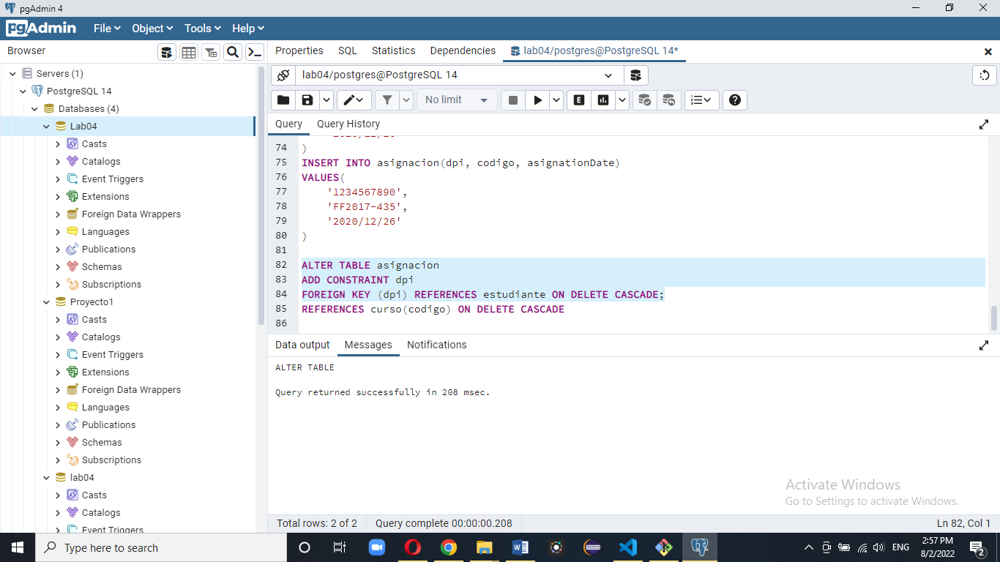 pgAdmin 4
pgAdmin File Object Tools Help
Browser
Properties SQL Statistics Dependencies lab04/postgres@PostgreSQL 14*
Servers (1)
PostgreSQL 14
Databases (4)
Lab04
Casts
Catalogs
Event Triggers
Extensions
Foreign Data Wrappers
Languages
Publications
Schemas
Subscriptions
Proyecto1
Casts
Catalogs
Event Triggers
Extensions
Foreign Data Wrappers
Languages
Publications
Schemas
Subscriptions
lab04
Casts
Catalogs
Event Triggers
lab04/postgres@PostgreSQL 14
No limit
E
Query Query History
74 )
75 INSERT INTO asignacion(dpi, codigo, asignationDate)
76 VALUES(
77 '1234567890',
78 'FF2017-435',
79 '2020/12/26'
80 )
81
82 ALTER TABLE asignacion
83 ADD CONSTRAINT dpi
84 FOREIGN KEY (dpi) REFERENCES estudiante ON DELETE CASCADE;
85 REFERENCES curso(codigo) ON DELETE CASCADE
86
Data output Messages Notifications
ALTER TABLE
Query returned successfully in 208 msec.
Activate Windows
Go to Settings to activate Windows.
Total rows: 2 of 2 Query complete 00:00:00.208 Ln 82, Col 1
Type here to search
ENG
2:57 PM
8/2/2022
2